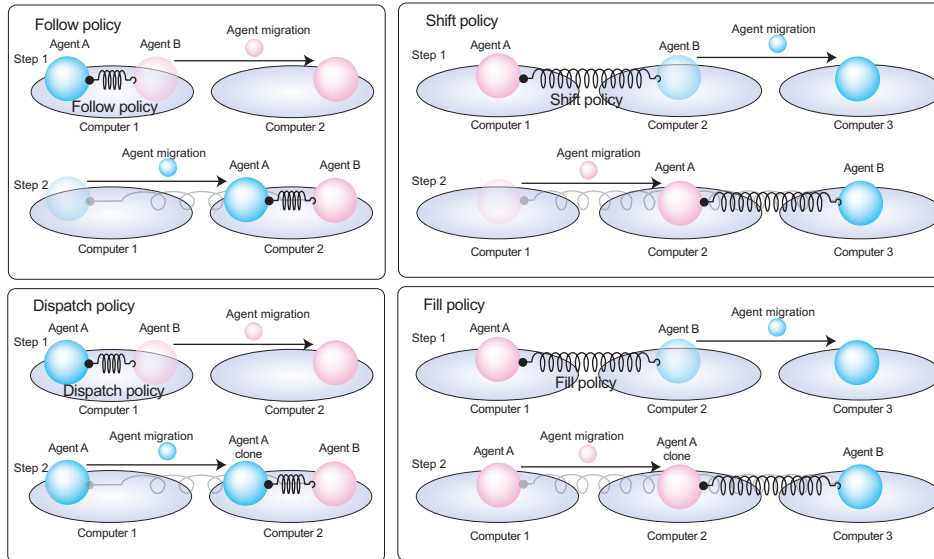 Follow policy
Agent A
Agent B
Agent migration
Step 1
Follow policy
Computer 1
Computer 2
Agent migration
Step 2
Agent A
Agent B
Computer 1
Computer 2
Shift policy
Agent A
Agent B
Agent migration
Step 1
Shift policy
Computer 1
Computer 2
Computer 3
Agent migration
Step 2
Agent A
Agent B
Computer 1
Computer 2
Computer 3
Dispatch policy
Agent A
Agent B
Agent migration
Step 1
Dispatch policy
Computer 1
Computer 2
Agent A
Agent migration
Agent A
clone
Agent B
Step 2
Computer 1
Computer 2
Fill policy
Agent A
Agent B
Agent migration
Step 1
Fill policy
Computer 1
Computer 2
Computer 3
Agent A
Agent migration
Agent A
clone
Agent B
Step 2
Computer 1
Computer 2
Computer 3